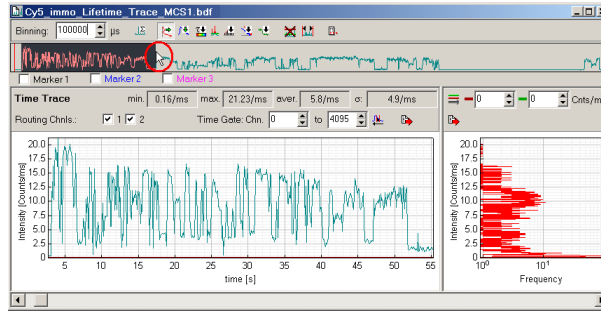 Cy5_immo_Lifetime_Trace_MCS1.bdf
Binning: 100000 µs
Marker 1 Marker 2 Marker 3
Time Trace min. 0.16/ms max. 21.23/ms aver. 5.8/ms σ: 4.9/ms
0 0 Cnts/m
Routing Chnls.: 1 2 Time Gate: Chn. 0 to 4095
Intensity [Counts/ms]
20.0
17.5
15.0
12.5
10.0
7.5
5.0
2.5
0
5 10 15 20 25 30 35 40 45 50 55
time [s]
Intensity [Counts/ms]
20.0
17.5
15.0
12.5
10.0
7.5
5.0
2.5
0
10⁰ 10¹
Frequency